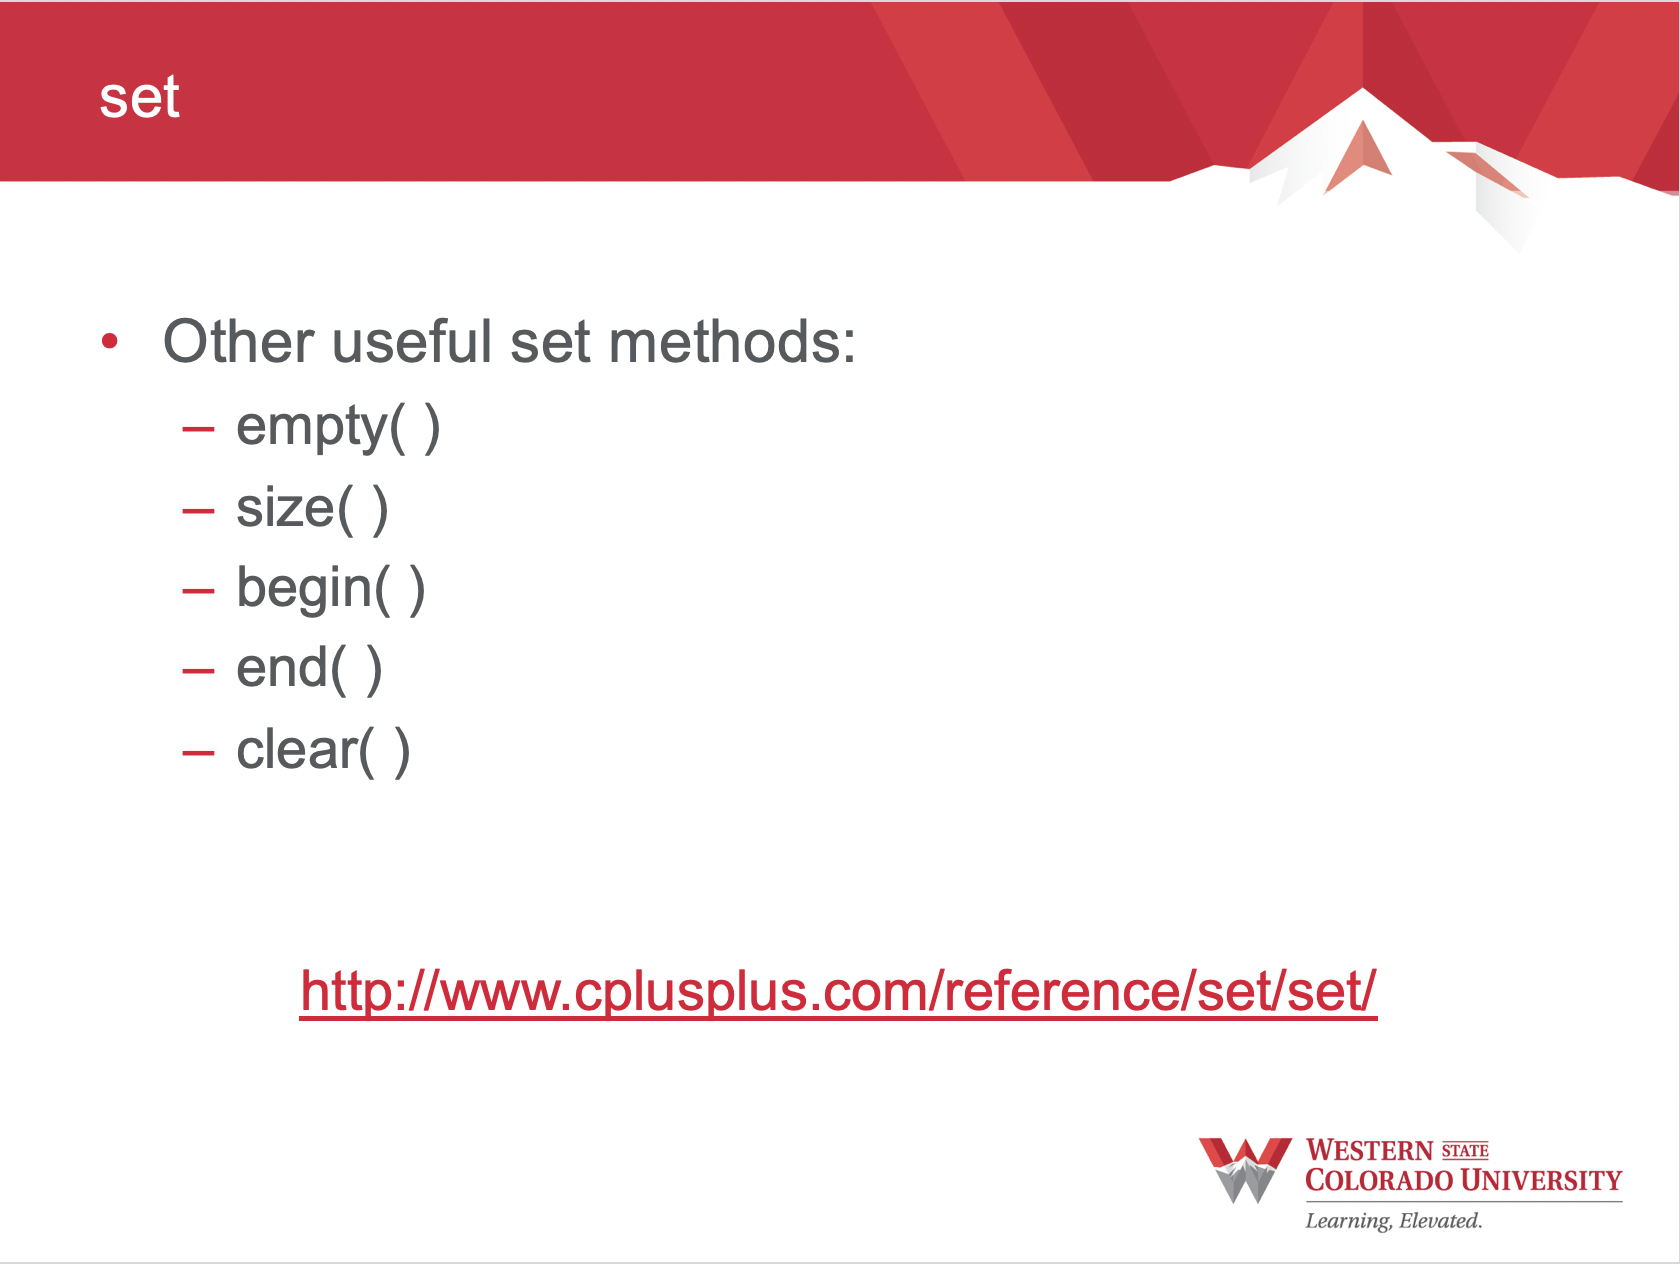 set
• Other useful set methods:
– empty( )
– size( )
– begin( )
– end( )
– clear( )
http://www.cplusplus.com/reference/set/set/
WESTERN STATE
COLORADO UNIVERSITY
Learning, Elevated.